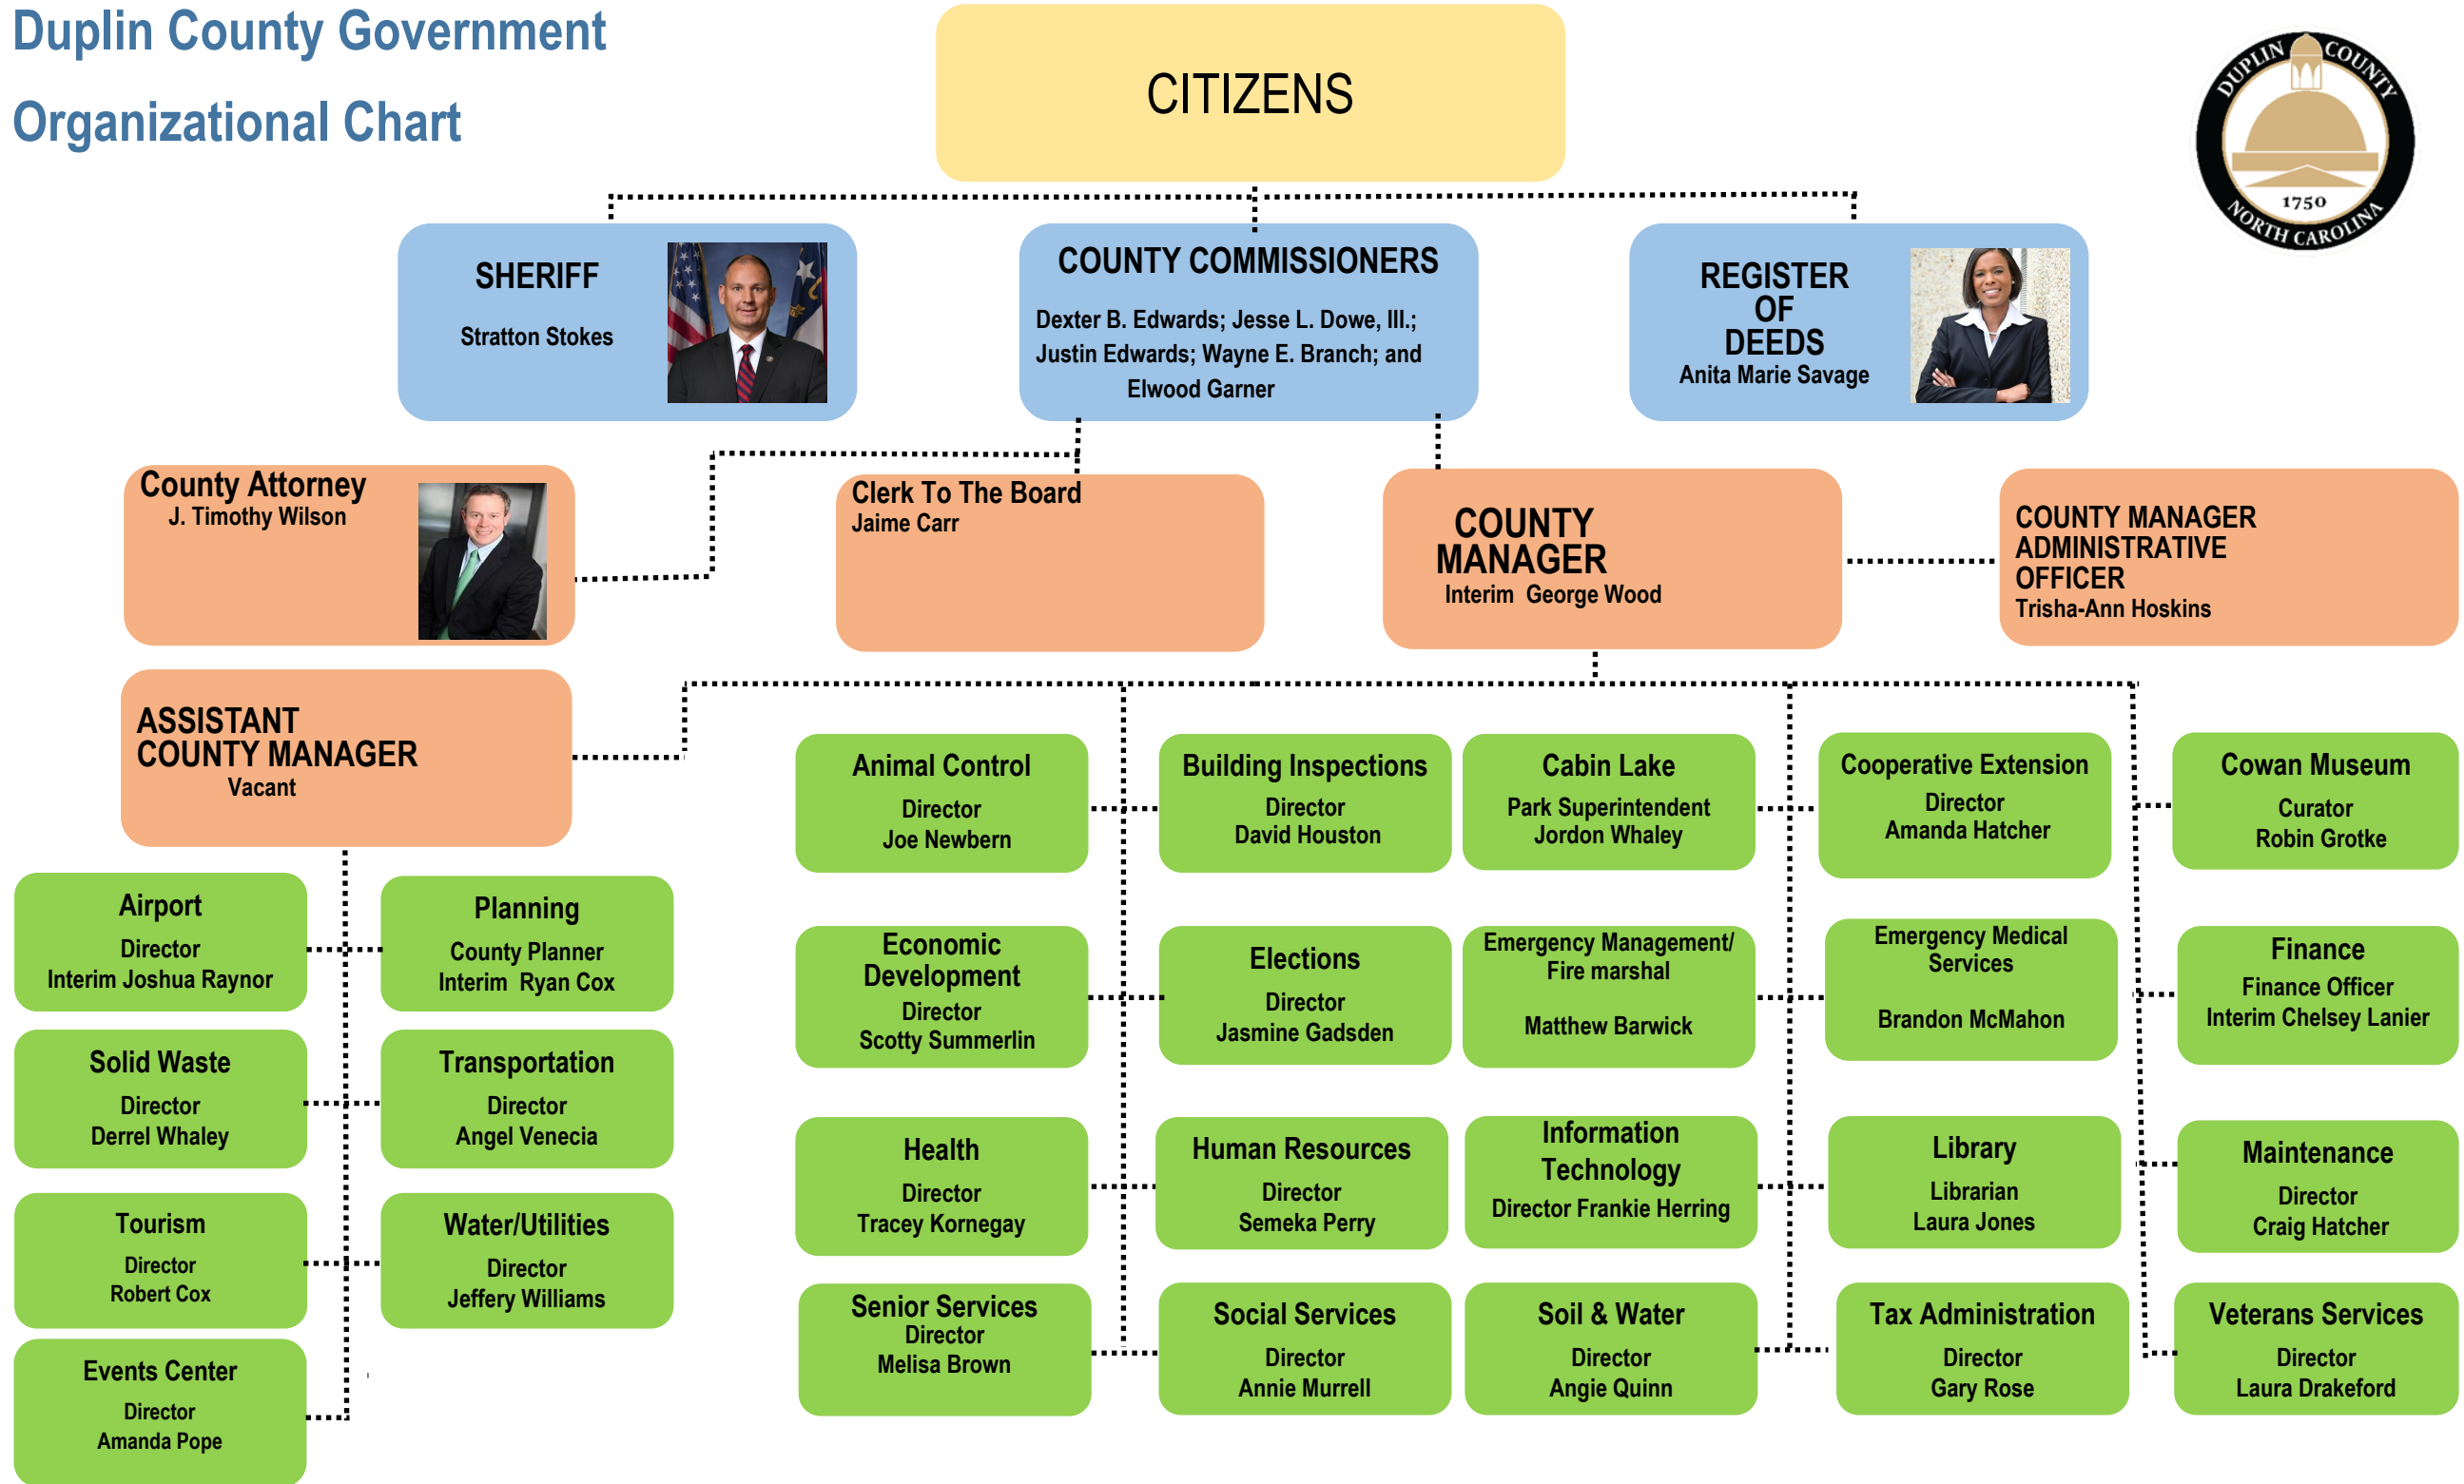 Duplin County Government
Organizational Chart
CITIZENS
DUPLIN COUNTY
1750
NORTH CAROLINA
SHERIFF
Stratton Stokes
COUNTY COMMISSIONERS
Dexter B. Edwards; Jesse L. Dowe, III.;
Justin Edwards; Wayne E. Branch; and
Elwood Garner
REGISTER
OF
DEEDS
Anita Marie Savage
County Attorney
J. Timothy Wilson
Clerk To The Board
Jaime Carr
COUNTY
MANAGER
Interim  George Wood
COUNTY MANAGER
ADMINISTRATIVE
OFFICER
Trisha-Ann Hoskins
ASSISTANT
COUNTY MANAGER
Vacant
Airport
Director
Interim Joshua Raynor
Planning
County Planner
Interim  Ryan Cox
Solid Waste
Director
Derrel Whaley
Transportation
Director
Angel Venecia
Tourism
Director
Robert Cox
Water/Utilities
Director
Jeffery Williams
Events Center
Director
Amanda Pope
Animal Control
Director
Joe Newbern
Building Inspections
Director
David Houston
Cabin Lake
Park Superintendent
Jordon Whaley
Cooperative Extension
Director
Amanda Hatcher
Cowan Museum
Curator
Robin Grotke
Economic
Development
Director
Scotty Summerlin
Elections
Director
Jasmine Gadsden
Emergency Management/
Fire marshal
Matthew Barwick
Emergency Medical
Services
Brandon McMahon
Finance
Finance Officer
Interim Chelsey Lanier
Health
Director
Tracey Kornegay
Human Resources
Director
Semeka Perry
Information
Technology
Director Frankie Herring
Library
Librarian
Laura Jones
Maintenance
Director
Craig Hatcher
Senior Services
Director
Melisa Brown
Social Services
Director
Annie Murrell
Soil & Water
Director
Angie Quinn
Tax Administration
Director
Gary Rose
Veterans Services
Director
Laura Drakeford